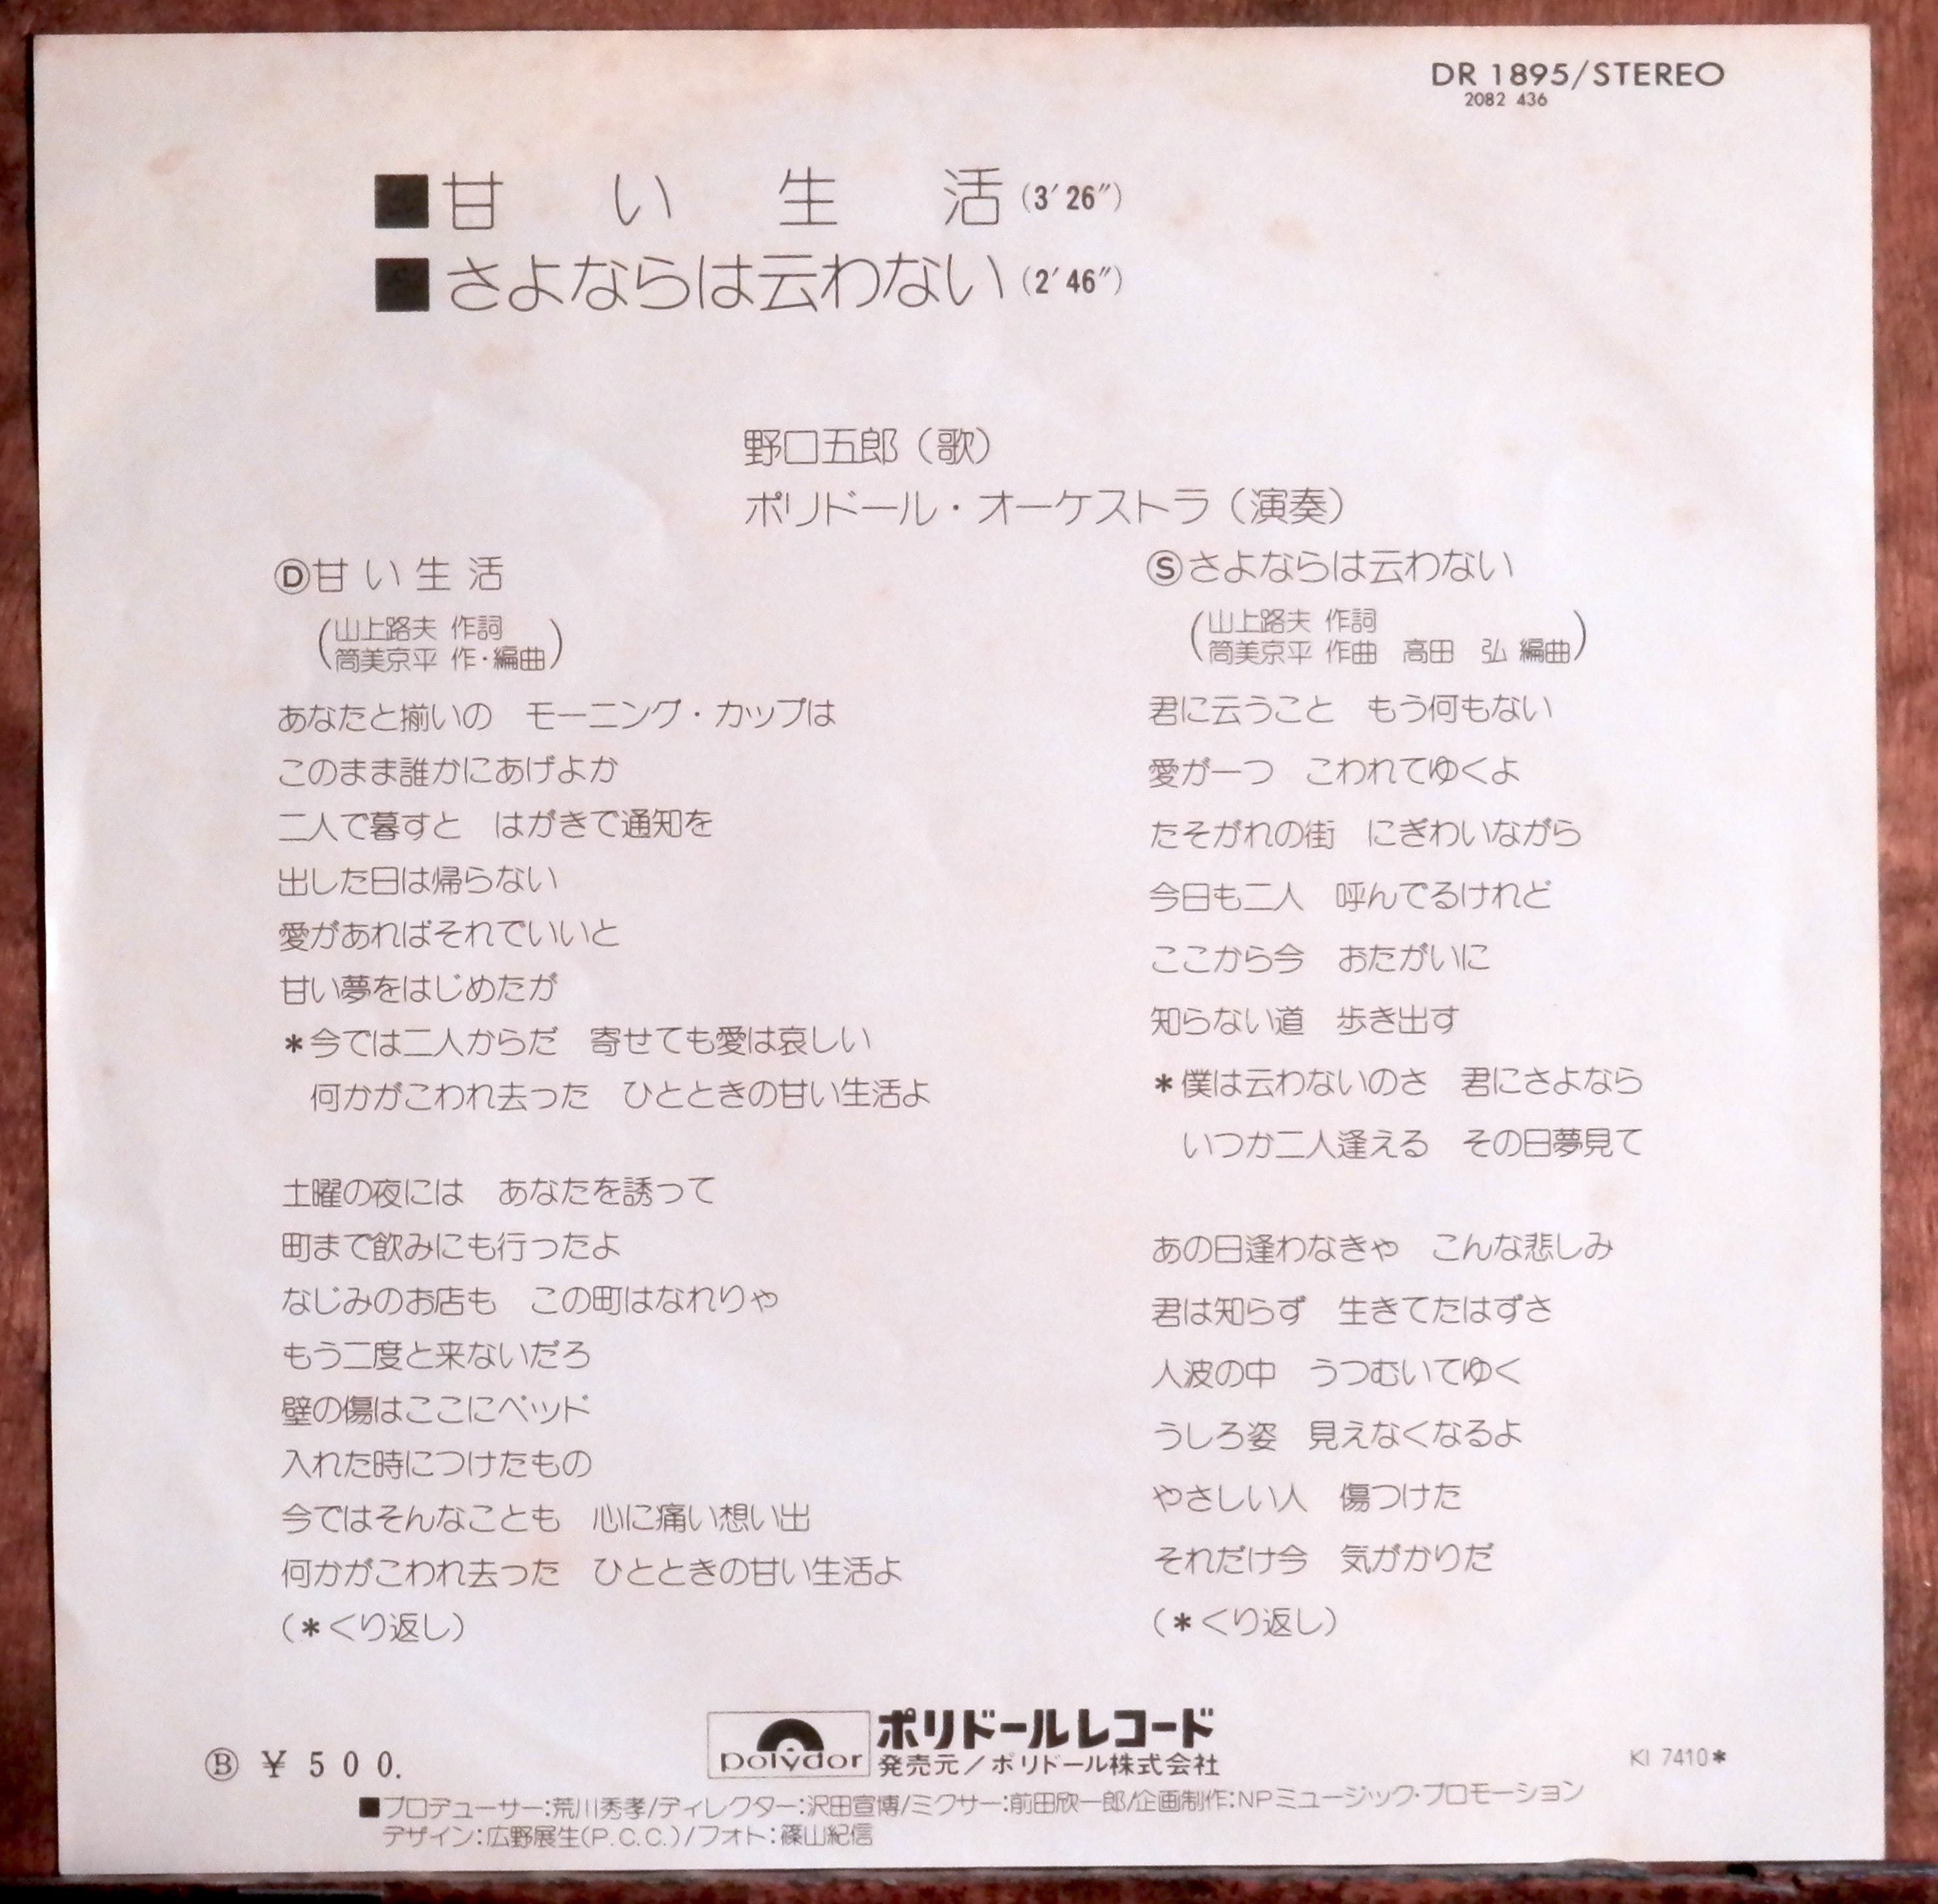 DR 1895/STEREO
2082 436
■甘い生活(3′26″)
■さよならは云わない(2′46″)
野口五郎（歌）
ポリドール・オーケストラ（演奏）
Ⓓ甘い生活
(山上路夫 作詞
筒美京平 作・編曲)
あなたと揃いの　モーニング・カップは
このまま誰かにあげよか
二人で暮すと　はがきで通知を
出した日は帰らない
愛があればそれでいいと
甘い夢をはじめたが
＊今では二人からだ　寄せても愛は哀しい
何かがこわれ去った　ひとときの甘い生活よ
土曜の夜には　あなたを誘って
町まで飲みにも行ったよ
なじみのお店も　この町はなれりゃ
もう二度と来ないだろ
壁の傷はここにベッド
入れた時につけたもの
今ではそんなことも　心に痛い想い出
何かがこわれ去った　ひとときの甘い生活よ
(＊くり返し)
Ⓢさよならは云わない
(山上路夫 作詞
筒美京平 作曲　高田　弘 編曲)
君に云うこと　もう何もない
愛が一つ　こわれてゆくよ
たそがれの街　にぎわいながら
今日も二人　呼んでるけれど
ここから今　おたがいに
知らない道　歩き出す
＊僕は云わないのさ　君にさよなら
いつか二人逢える　その日夢見て
あの日逢わなきゃ　こんな悲しみ
君は知らず　生きてたはずさ
人波の中　うつむいてゆく
うしろ姿　見えなくなるよ
やさしい人　傷つけた
それだけ今　気がかりだ
(＊くり返し)
Ⓑ ￥500.
polydor
ポリドールレコード
発売元／ポリドール株式会社
KI 7410＊
■プロデューサー:荒川秀孝/ディレクター:沢田宣博/ミクサー:前田欣一郎/企画制作:NPミュージック・プロモーション
デザイン:広野展生(P.C.C.)/フォト:篠山紀信